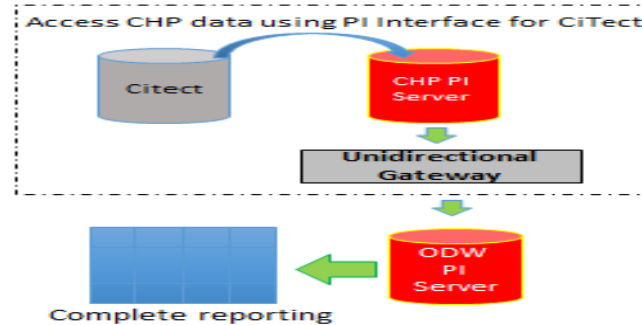 Access CHP data using PI Interface for CiTect
Citect
CHP PI
Server
Unidirectional
Gateway
ODW
PI
Server
Complete reporting